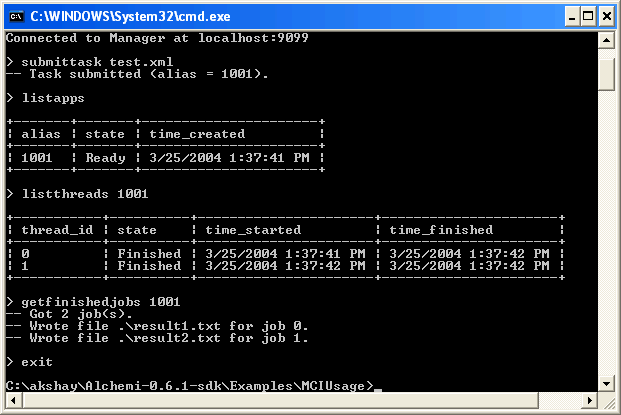 C:\WINDOWS\System32\cmd.exe
Connected to Manager at localhost:9099
> submittask test.xml
-- Task submitted (alias = 1001).
> listapps
+-------+-------+----------------------+
| alias | state | time_created         |
+-------+-------+----------------------+
| 1001  | Ready | 3/25/2004 1:37:41 PM |
+-------+-------+----------------------+
> listthreads 1001
+-----------+----------+----------------------+----------------------+
| thread_id | state    | time_started         | time_finished        |
+-----------+----------+----------------------+----------------------+
| 0         | Finished | 3/25/2004 1:37:41 PM | 3/25/2004 1:37:42 PM |
| 1         | Finished | 3/25/2004 1:37:42 PM | 3/25/2004 1:37:42 PM |
+-----------+----------+----------------------+----------------------+
> getfinishedjobs 1001
-- Got 2 job(s).
-- Wrote file .\result1.txt for job 0.
-- Wrote file .\result2.txt for job 1.
> exit
C:\akshay\Alchemi-0.6.1-sdk\Examples\MCIUsage>_